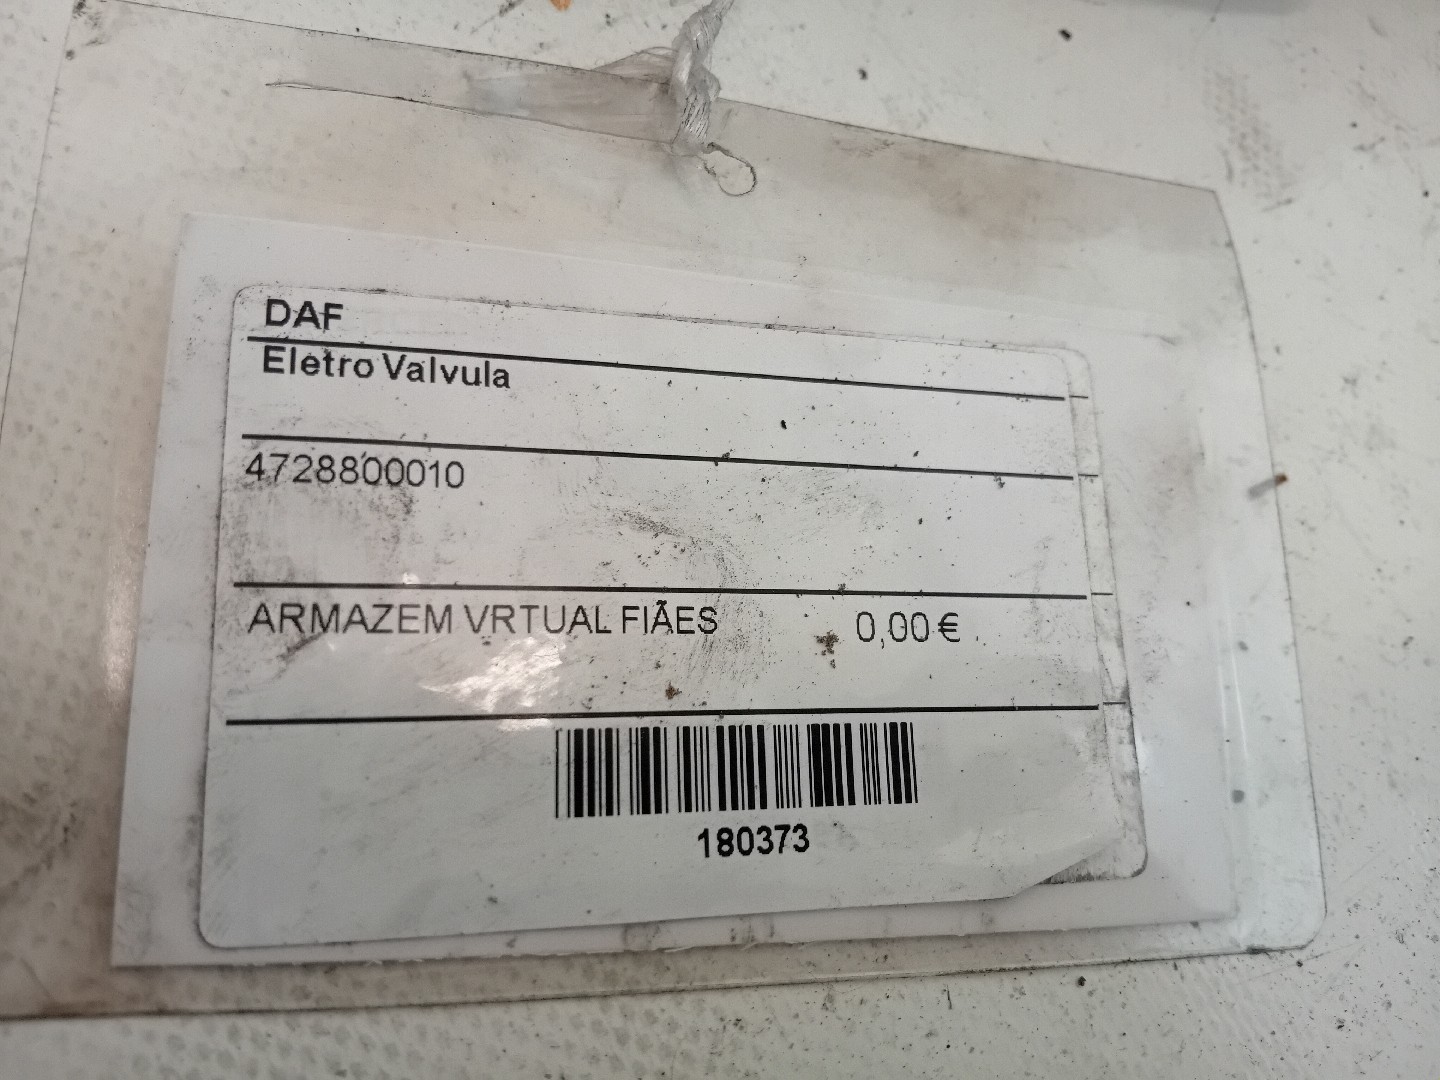 DAF
Eletro Valvula
4728800010
ARMAZEM VRTUAL FIÃES 0,00 €
180373